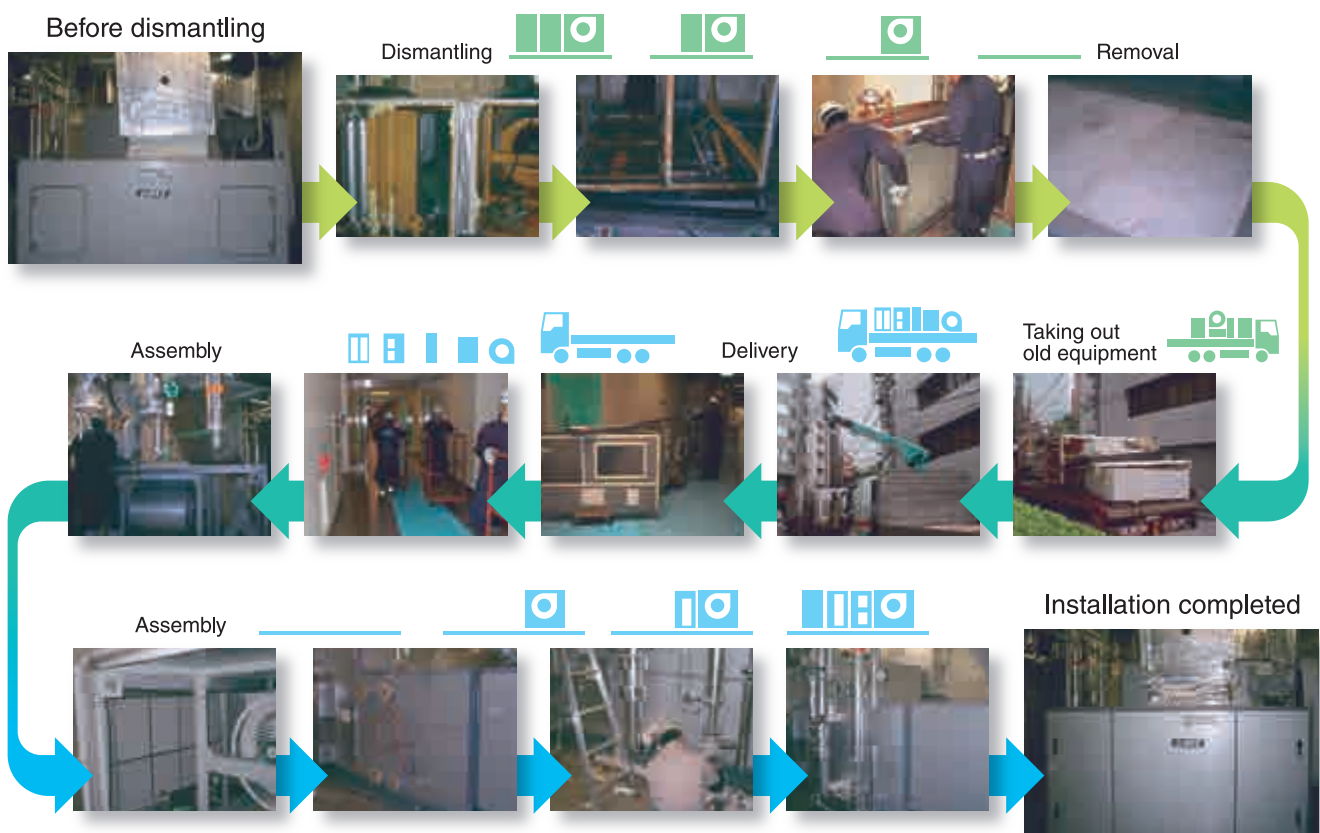 Before dismantling
Dismantling
Removal
Taking out
old equipment
Delivery
Assembly
Assembly
Installation completed